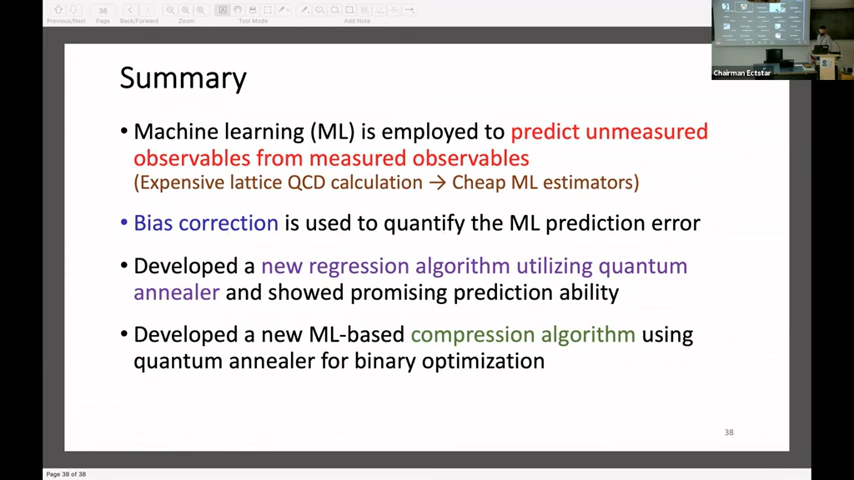 38
Previous/Next
Page
Back/Forward
Zoom
Tool Mode
Add Note
Chairman Ectstar
Summary
• Machine learning (ML) is employed to predict unmeasured
observables from measured observables
(Expensive lattice QCD calculation → Cheap ML estimators)
• Bias correction is used to quantify the ML prediction error
• Developed a new regression algorithm utilizing quantum
annealer and showed promising prediction ability
• Developed a new ML-based compression algorithm using
quantum annealer for binary optimization
38
Page 38 of 38